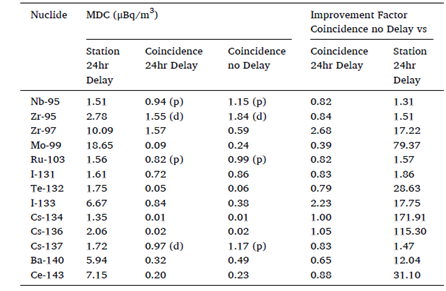 Nuclide MDC (μBq/m³) Improvement Factor
Coincidence no Delay vs
Station Coincidence Coincidence Coincidence Station
24hr 24hr Delay no Delay 24hr Delay 24hr
Delay Delay
Nb-95 1.51 0.94 (p) 1.15 (p) 0.82 1.31
Zr-95 2.78 1.55 (d) 1.84 (d) 0.84 1.51
Zr-97 10.09 1.57 0.59 2.68 17.22
Mo-99 18.65 0.09 0.24 0.39 79.37
Ru-103 1.56 0.82 (p) 0.99 (p) 0.82 1.57
I-131 1.61 0.72 0.86 0.83 1.86
Te-132 1.75 0.05 0.06 0.79 28.63
I-133 6.67 0.84 0.38 2.23 17.75
Cs-134 1.35 0.01 0.01 1.00 171.91
Cs-136 2.06 0.02 0.02 1.05 115.30
Cs-137 1.72 0.97 (d) 1.17 (p) 0.83 1.47
Ba-140 5.94 0.32 0.49 0.65 12.04
Ce-143 7.15 0.20 0.23 0.88 31.10